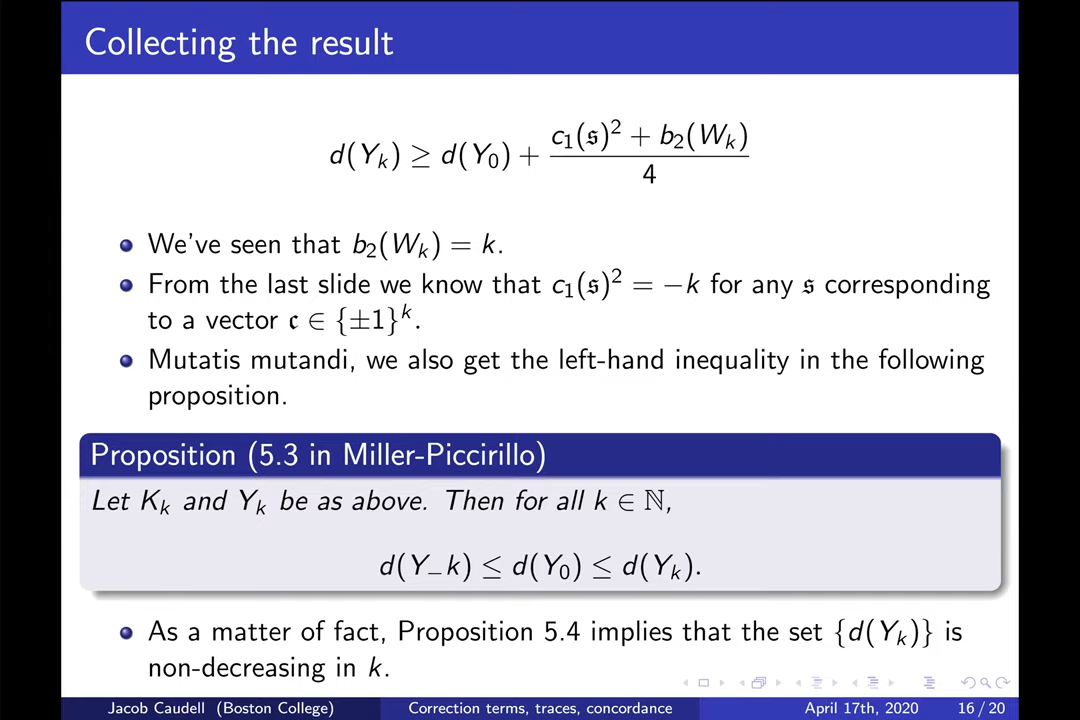 Collecting the result
d(Y_k) ≥ d(Y_0) + \frac{c_1(𝔰)^2 + b_2(W_k)}{4}
We've seen that b_2(W_k) = k.
From the last slide we know that c_1(𝔰)^2 = −k for any 𝔰 corresponding
to a vector 𝔠 ∈ {±1}^k.
Mutatis mutandi, we also get the left-hand inequality in the following
proposition.
Proposition (5.3 in Miller-Piccirillo)
Let K_k and Y_k be as above. Then for all k ∈ ℕ,
d(Y_−k) ≤ d(Y_0) ≤ d(Y_k).
As a matter of fact, Proposition 5.4 implies that the set {d(Y_k)} is
non-decreasing in k.
Jacob Caudell (Boston College) Correction terms, traces, concordance April 17th, 2020 16 / 20